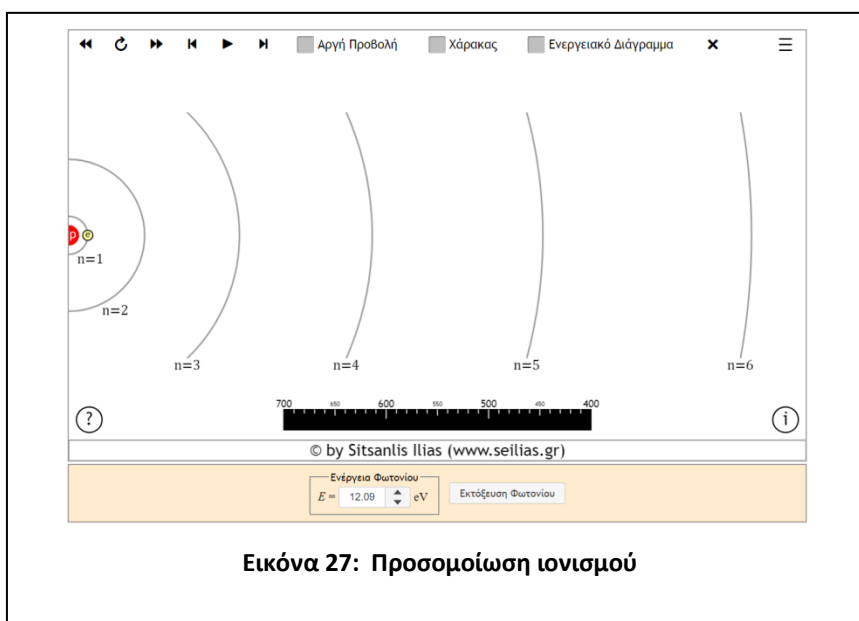 Αργή Προβολή Χάρακας Ενεργειακό Διάγραμμα
p e
n=1
n=2
n=3 n=4 n=5 n=6
700 650 600 550 500 450 400
? i
© by Sitsanlis Ilias (www.seilias.gr)
Ενέργεια Φωτονίου
E = 12.09 eV Εκτόξευση Φωτονίου
Εικόνα 27: Προσομοίωση ιονισμού